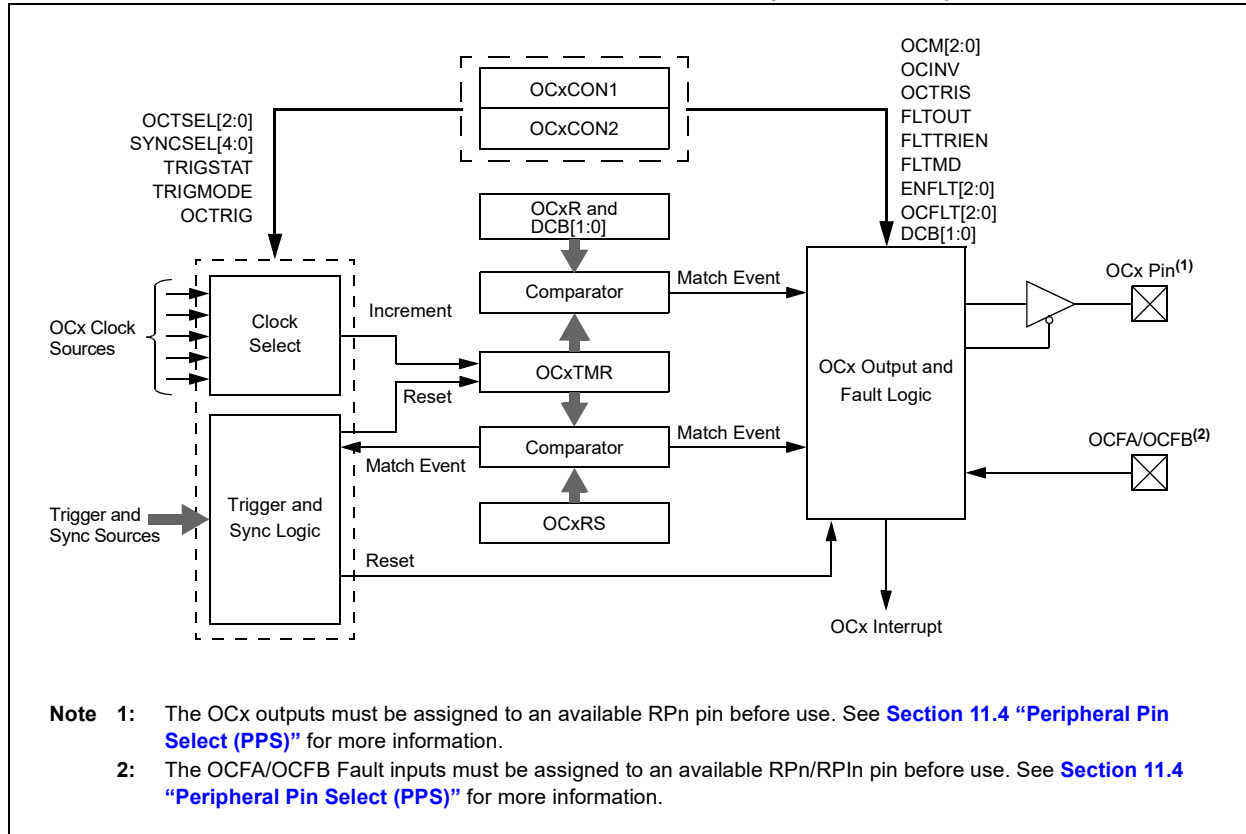 OCxCON1
OCxCON2
OCM[2:0]
OCINV
OCTRIS
FLTOUT
FLTTRIEN
FLTMD
ENFLT[2:0]
OCFLT[2:0]
DCB[1:0]
OCTSEL[2:0]
SYNCSEL[4:0]
TRIGSTAT
TRIGMODE
OCTRIG
OCxR and
DCB[1:0]
Comparator
Match Event
OCx Pin(1)
OCx Clock
Sources
Clock
Select
Increment
OCxTMR
Reset
OCx Output and
Fault Logic
Comparator
Match Event
Match Event
OCFA/OCFB(2)
Trigger and
Sync Sources
Trigger and
Sync Logic
OCxRS
Reset
OCx Interrupt
Note 1: The OCx outputs must be assigned to an available RPn pin before use. See Section 11.4 “Peripheral Pin
Select (PPS)” for more information.
2: The OCFA/OCFB Fault inputs must be assigned to an available RPn/RPIn pin before use. See Section 11.4
“Peripheral Pin Select (PPS)” for more information.